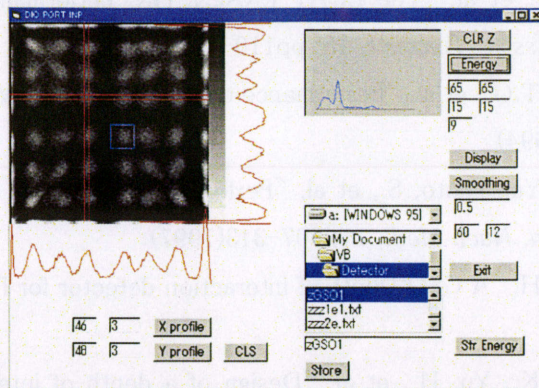 DIO PORT INP
CLR Z
Energy
65 65
15 15
9
Display
Smoothing
0.5
60 12
Exit
a: [WINDOWS 95]
My Document
VB
Detector
zGSO1
zzz1e1.txt
zzz2e.txt
zGSO1
Store
Str Energy
46 3 X profile
48 3 Y profile CLS